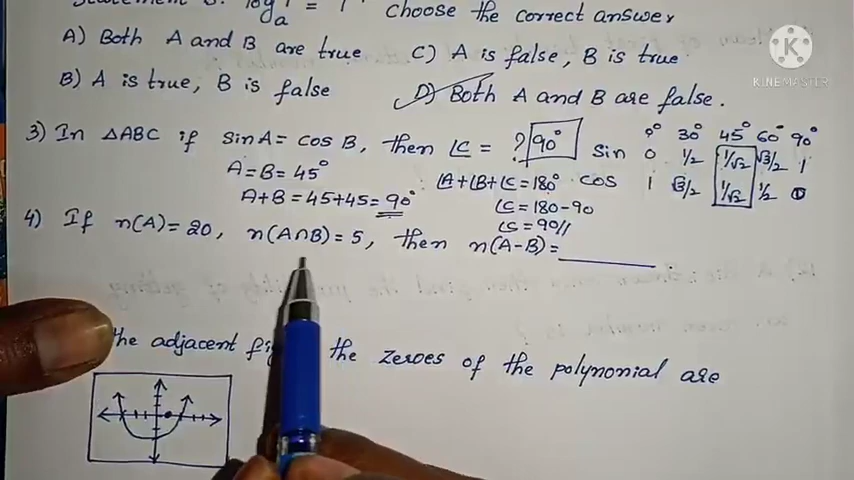 Statement B: log_a 1 = 1 Choose the correct answer
A) Both A and B are true C) A is false, B is true
B) A is true, B is false D) Both A and B are false.
3) In △ABC if sin A = cos B, then ∠C = ? 90°
A = B = 45°
A + B = 45 + 45 = 90°
∠A + ∠B + ∠C = 180°
∠C = 180 - 90
∠C = 90//
0° 30° 45° 60° 90°
sin 0 1/2 1/√2 √3/2 1
cos 1 √3/2 1/√2 1/2 0
4) If n(A) = 20, n(A∩B) = 5, then n(A-B) = ______
the adjacent the zeroes of the polynomial are
K
KINEMASTER